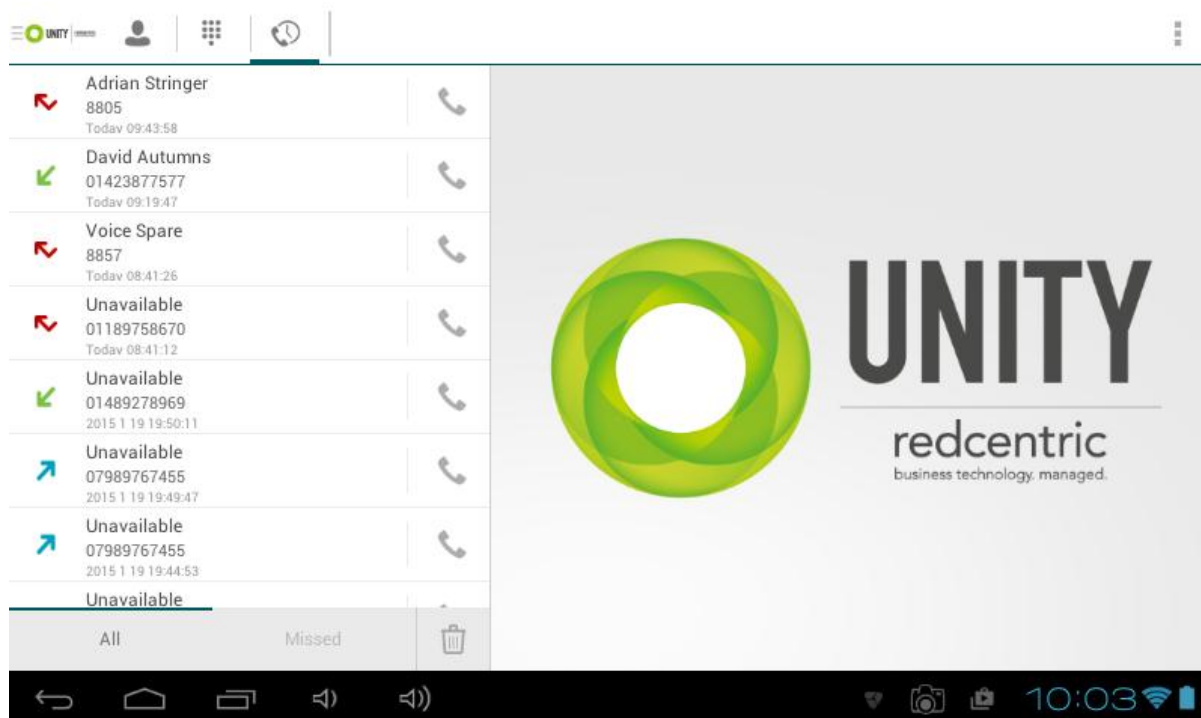 UNITY
Adrian Stringer
8805
Today 09:43:58
David Autumns
01423877577
Today 09:19:47
Voice Spare
8857
Today 08:41:26
Unavailable
01189758670
Today 08:41:12
Unavailable
01489278969
2015 1 19 19:50:11
Unavailable
07989767455
2015 1 19 19:49:47
Unavailable
07989767455
2015 1 19 19:44:53
Unavailable
All
Missed
UNITY
redcentric
business technology. managed.
10:03